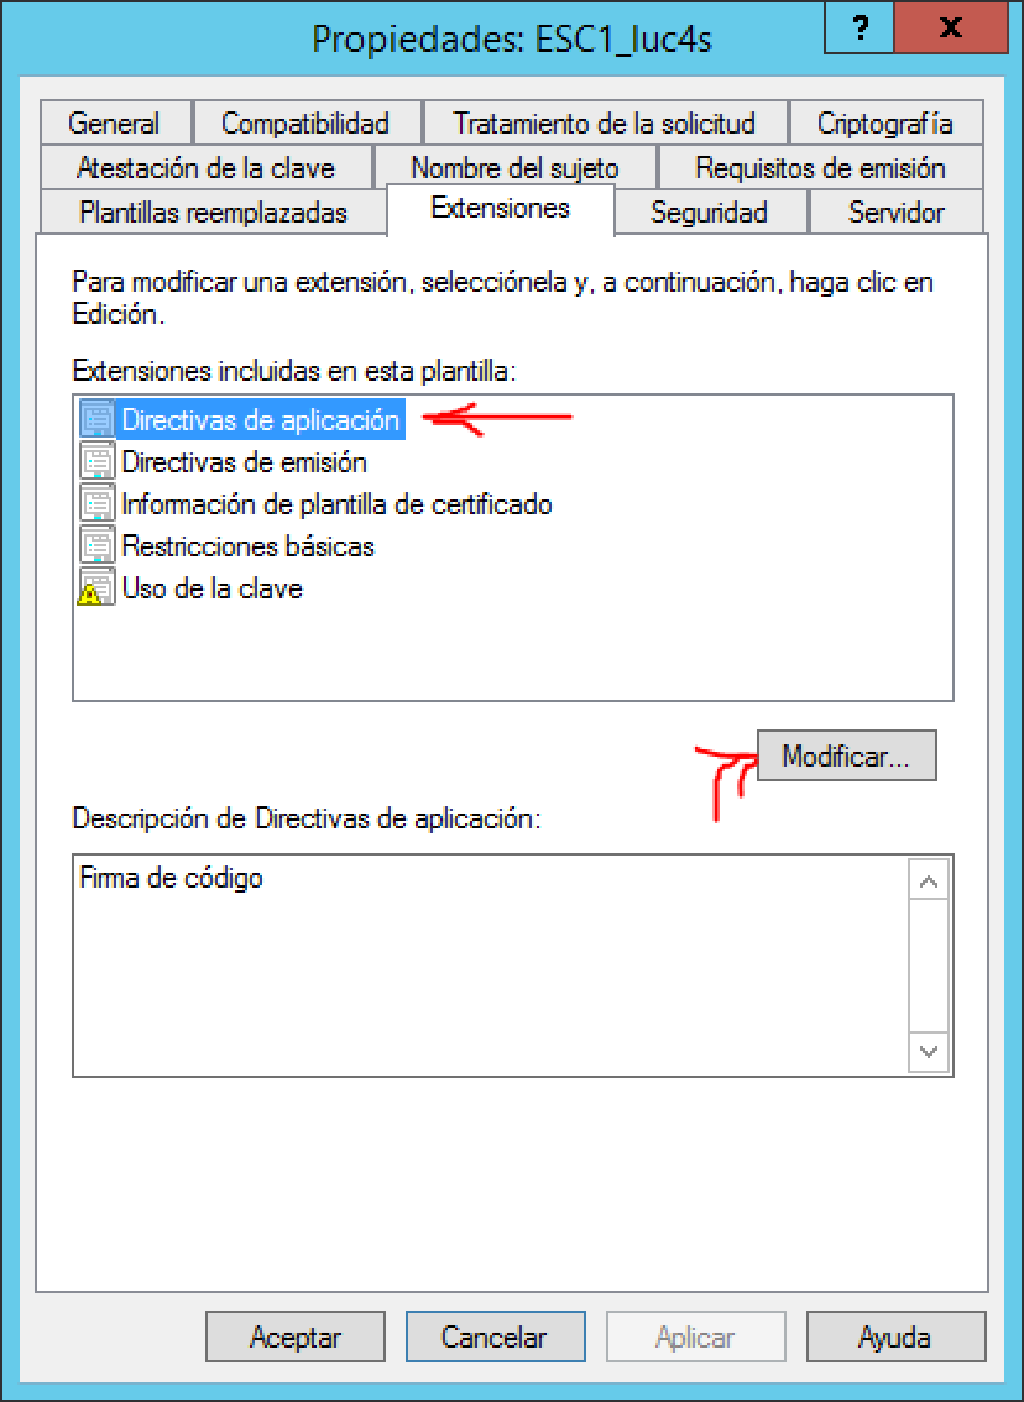 Propiedades: ESC1_luc4s
?
x
General
Compatibilidad
Tratamiento de la solicitud
Criptografía
Atestación de la clave
Nombre del sujeto
Requisitos de emisión
Plantillas reemplazadas
Extensiones
Seguridad
Servidor
Para modificar una extensión, selecciónela y, a continuación, haga clic en
Edición.
Extensiones incluidas en esta plantilla:
Directivas de aplicación
Directivas de emisión
Información de plantilla de certificado
Restricciones básicas
Uso de la clave
Modificar...
Descripción de Directivas de aplicación:
Firma de código
Aceptar
Cancelar
Aplicar
Ayuda